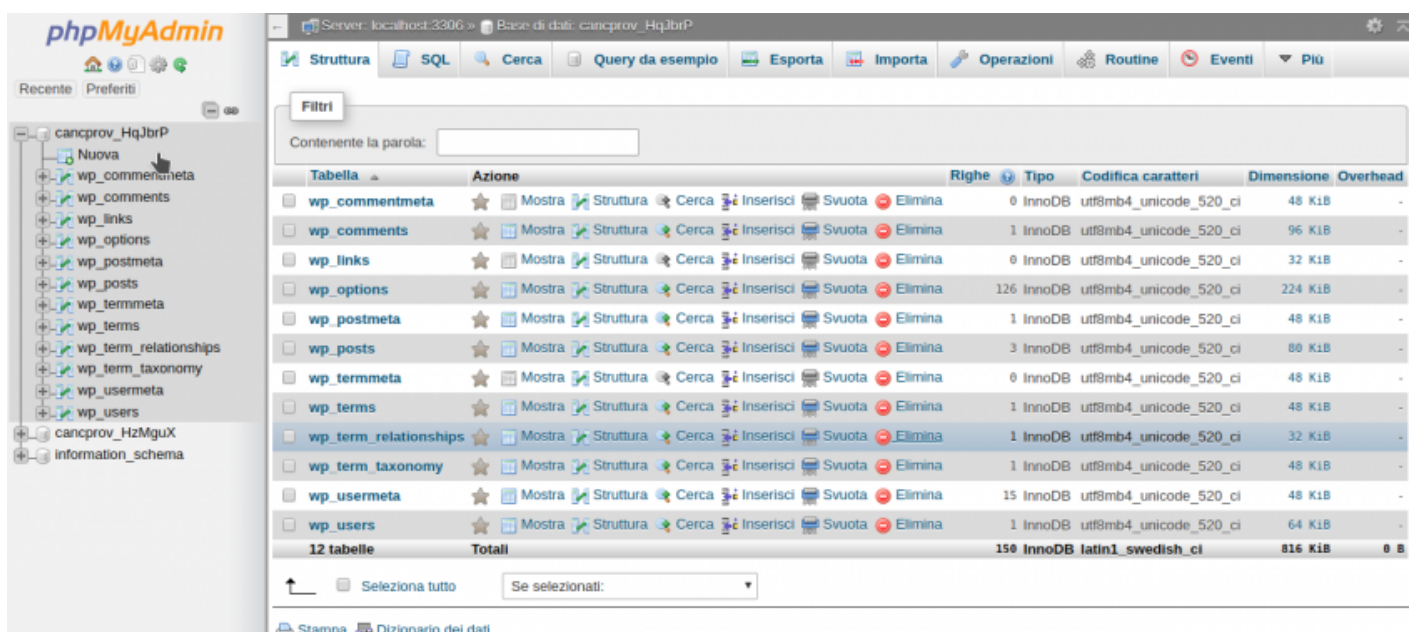 phpMyAdmin
Recente Preferiti
cancprov_HqJbrP
Nuova
wp_commentmeta
wp_comments
wp_links
wp_options
wp_postmeta
wp_posts
wp_termmeta
wp_terms
wp_term_relationships
wp_term_taxonomy
wp_usermeta
wp_users
cancprov_HzMguX
information_schema
Server: localhost:3306 » Base di dati: cancprov_HqJbrP
Struttura SQL Cerca Query da esempio Esporta Importa Operazioni Routine Eventi Più
Filtri
Contenente la parola:
Tabella Azione Righe Tipo Codifica caratteri Dimensione Overhead
wp_commentmeta Mostra Struttura Cerca Inserisci Svuota Elimina 0 InnoDB utf8mb4_unicode_520_ci 48 KiB -
wp_comments Mostra Struttura Cerca Inserisci Svuota Elimina 1 InnoDB utf8mb4_unicode_520_ci 96 KiB -
wp_links Mostra Struttura Cerca Inserisci Svuota Elimina 0 InnoDB utf8mb4_unicode_520_ci 32 KiB -
wp_options Mostra Struttura Cerca Inserisci Svuota Elimina 126 InnoDB utf8mb4_unicode_520_ci 224 KiB -
wp_postmeta Mostra Struttura Cerca Inserisci Svuota Elimina 1 InnoDB utf8mb4_unicode_520_ci 48 KiB -
wp_posts Mostra Struttura Cerca Inserisci Svuota Elimina 3 InnoDB utf8mb4_unicode_520_ci 80 KiB -
wp_termmeta Mostra Struttura Cerca Inserisci Svuota Elimina 0 InnoDB utf8mb4_unicode_520_ci 48 KiB -
wp_terms Mostra Struttura Cerca Inserisci Svuota Elimina 1 InnoDB utf8mb4_unicode_520_ci 48 KiB -
wp_term_relationships Mostra Struttura Cerca Inserisci Svuota Elimina 1 InnoDB utf8mb4_unicode_520_ci 32 KiB -
wp_term_taxonomy Mostra Struttura Cerca Inserisci Svuota Elimina 1 InnoDB utf8mb4_unicode_520_ci 48 KiB -
wp_usermeta Mostra Struttura Cerca Inserisci Svuota Elimina 15 InnoDB utf8mb4_unicode_520_ci 48 KiB -
wp_users Mostra Struttura Cerca Inserisci Svuota Elimina 1 InnoDB utf8mb4_unicode_520_ci 64 KiB -
12 tabelle Totali 150 InnoDB latin1_swedish_ci 816 KiB 0 B
Seleziona tutto Se selezionati:
Stampa Dizionario dei dati